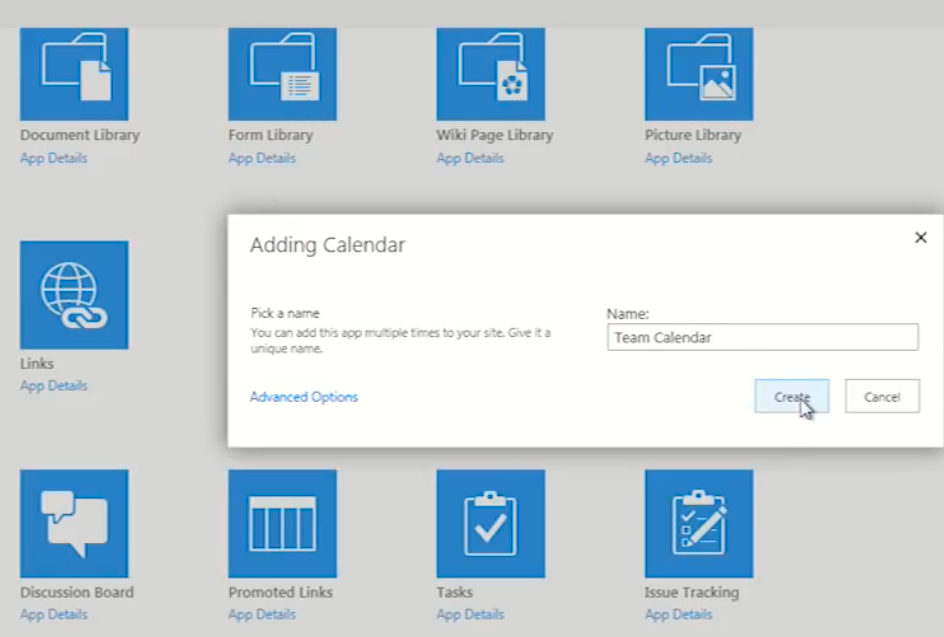 Document Library
Form Library
Wiki Page Library
Picture Library
App Details
App Details
App Details
App Details
Adding Calendar
Pick a name
You can add this app multiple times to your site. Give it a
unique name.
Name:
Team Calendar
Advanced Options
Create
Cancel
Links
App Details
Discussion Board
Promoted Links
Tasks
Issue Tracking
App Details
App Details
App Details
App Details